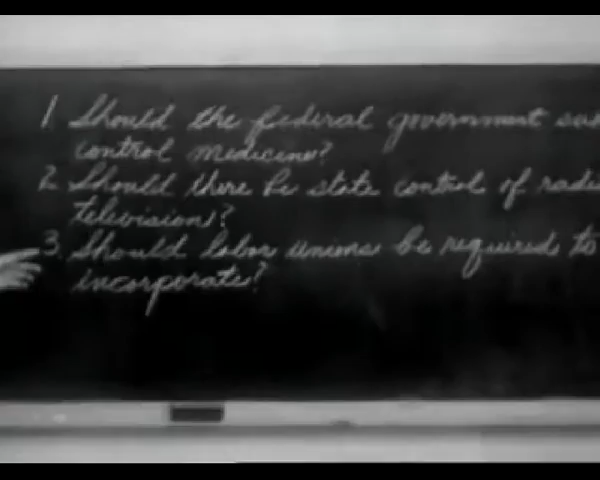 1. Should the federal government
control medicine?
2. Should there be state control of radi
television?
3. Should labor unions be required to
incorporate?